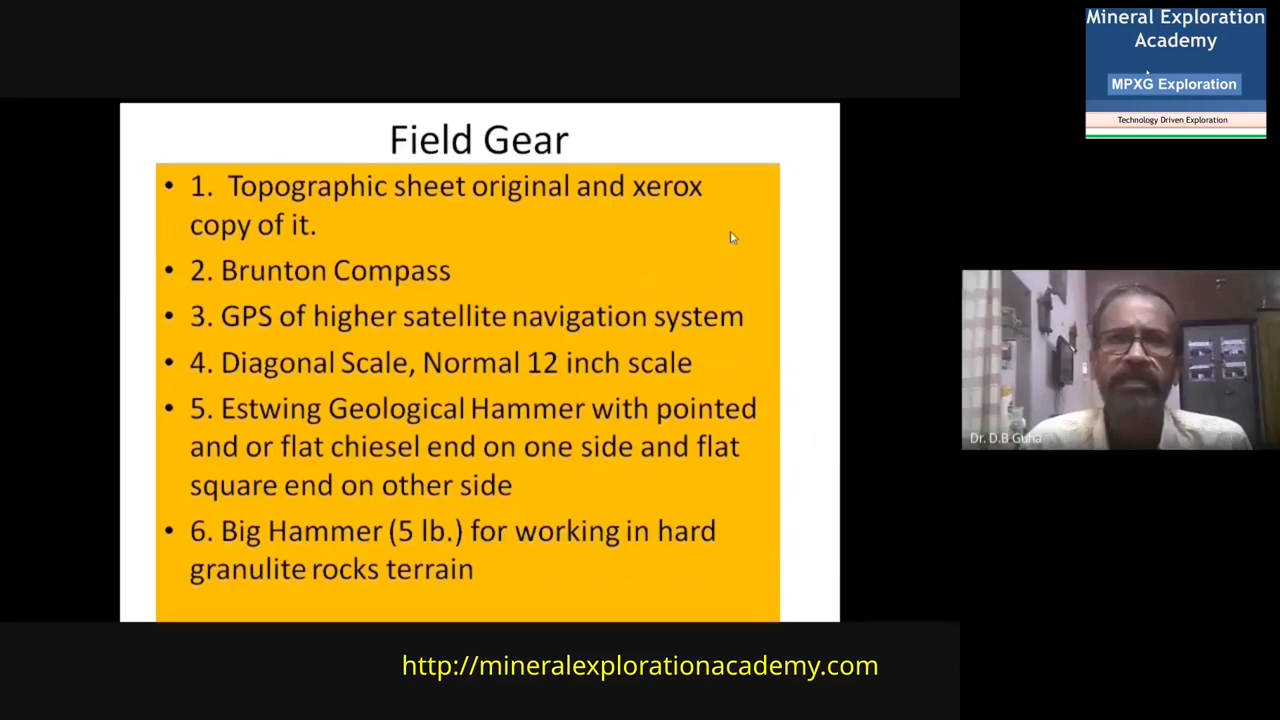 Mineral Exploration
Academy
MPXG Exploration
Technology Driven Exploration
Field Gear
• 1. Topographic sheet original and xerox
copy of it.
• 2. Brunton Compass
• 3. GPS of higher satellite navigation system
• 4. Diagonal Scale, Normal 12 inch scale
• 5. Estwing Geological Hammer with pointed
and or flat chiesel end on one side and flat
square end on other side
• 6. Big Hammer (5 lb.) for working in hard
granulite rocks terrain
Dr. D.B Guha
http://mineralexplorationacademy.com